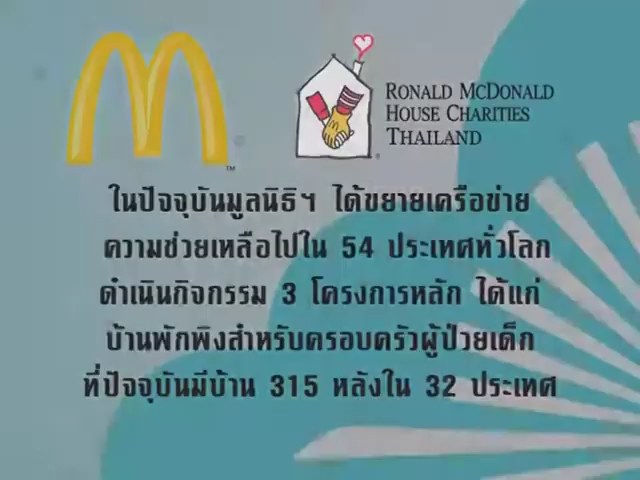 RONALD MCDONALD
HOUSE CHARITIES
THAILAND
TM
ในปัจจุบันมูลนิธิฯ ได้ขยายเครือข่าย
ความช่วยเหลือไปใน 54 ประเทศทั่วโลก
ดำเนินกิจกรรม 3 โครงการหลัก ได้แก่
บ้านพักพิงสำหรับครอบครัวผู้ป่วยเด็ก
ที่ปัจจุบันมีบ้าน 315 หลังใน 32 ประเทศ